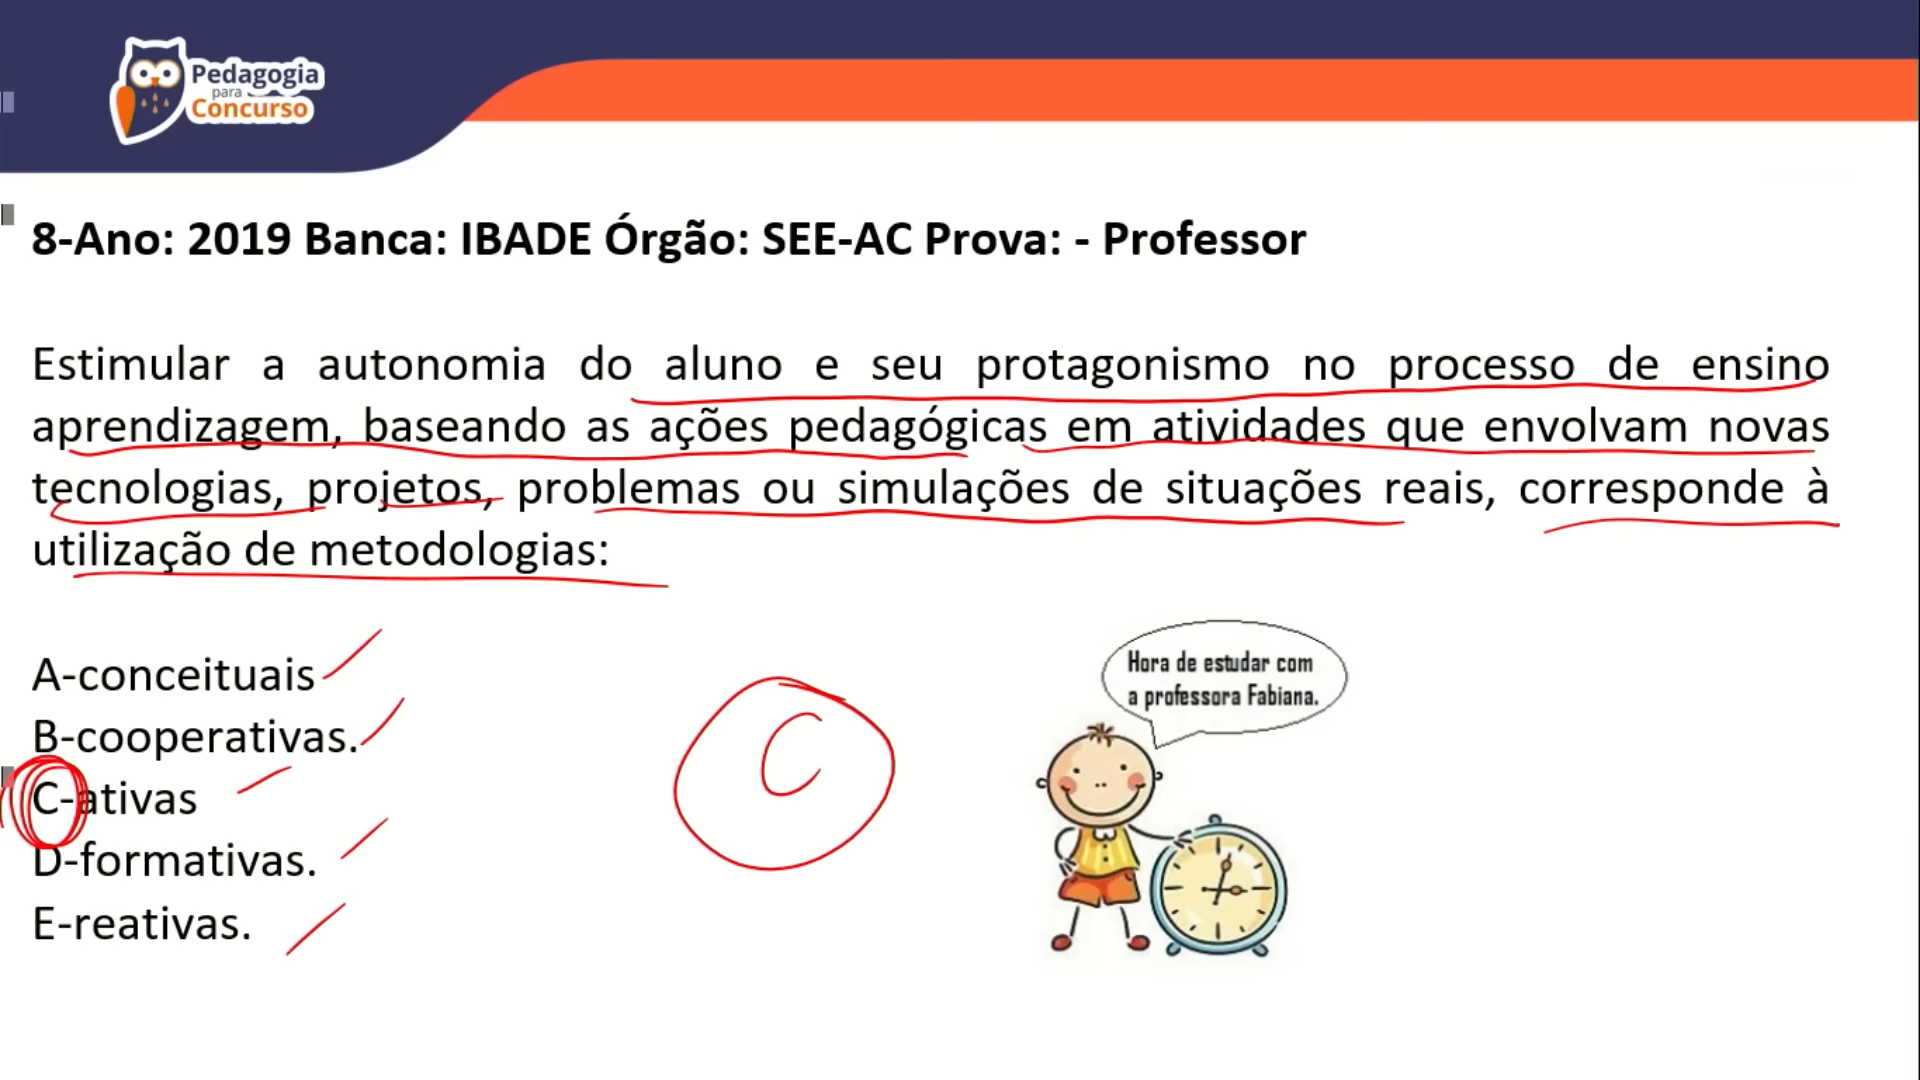 Pedagogia
para
Concurso
8-Ano: 2019 Banca: IBADE Órgão: SEE-AC Prova: - Professor
Estimular a autonomia do aluno e seu protagonismo no processo de ensino
aprendizagem, baseando as ações pedagógicas em atividades que envolvam novas
tecnologias, projetos, problemas ou simulações de situações reais, corresponde à
utilização de metodologias:
A-conceituais
B-cooperativas.
C-ativas
D-formativas.
E-reativas.
C
Hora de estudar com
a professora Fabiana.